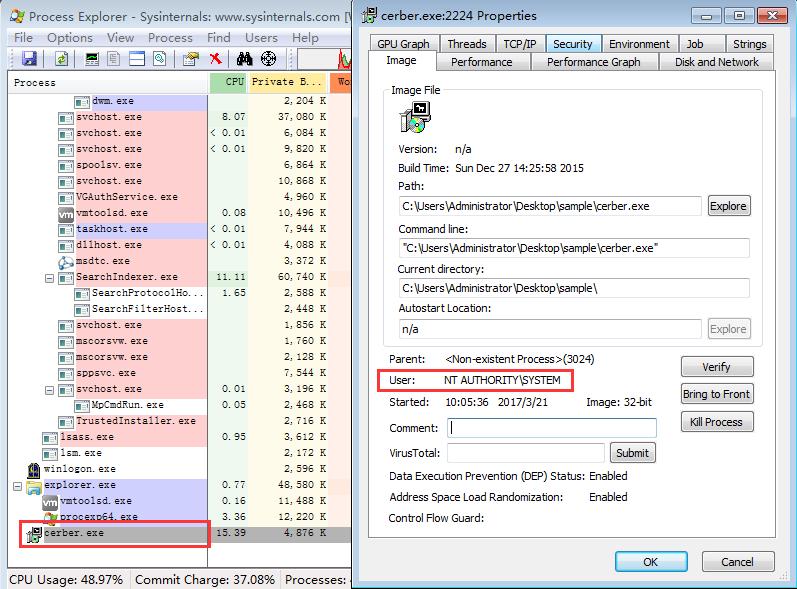 Process Explorer - Sysinternals: www.sysinternals.com [
File Options View Process Find Users Help
Process CPU Private B... Wo
dwm.exe 2,204 K
svchost.exe 8.07 37,080 K
svchost.exe < 0.01 6,084 K
svchost.exe < 0.01 9,820 K
spoolsv.exe 6,864 K
svchost.exe 10,868 K
VGAuthService.exe 4,960 K
vmtoolsd.exe 0.08 10,496 K
taskhost.exe < 0.01 7,944 K
dllhost.exe < 0.01 4,088 K
msdtc.exe 3,372 K
SearchIndexer.exe 11.11 60,740 K
SearchProtocolHo... 1.65 2,588 K
SearchFilterHost... 2,448 K
svchost.exe 1,856 K
mscorsvw.exe 1,760 K
mscorsvw.exe 2,128 K
sppsvc.exe 7,544 K
svchost.exe 0.01 3,196 K
MpCmdRun.exe 0.05 2,468 K
TrustedInstaller.exe 2,716 K
lsass.exe 0.95 3,612 K
lsm.exe 2,172 K
winlogon.exe 2,596 K
explorer.exe 0.77 48,580 K
vmtoolsd.exe 0.16 11,488 K
procexp64.exe 3.36 12,220 K
cerber.exe 15.39 4,876 K
CPU Usage: 48.97% Commit Charge: 37.08% Processes:
cerber.exe:2224 Properties
GPU Graph Threads TCP/IP Security Environment Job Strings
Image Performance Performance Graph Disk and Network
Image File
Version: n/a
Build Time: Sun Dec 27 14:25:58 2015
Path:
C:\Users\Administrator\Desktop\sample\cerber.exe Explore
Command line:
"C:\Users\Administrator\Desktop\sample\cerber.exe"
Current directory:
C:\Users\Administrator\Desktop\sample\
Autostart Location:
n/a Explore
Parent: <Non-existent Process>(3024) Verify
User: NT AUTHORITY\SYSTEM
Bring to Front
Started: 10:05:36 2017/3/21 Image: 32-bit
Comment: Kill Process
VirusTotal: Submit
Data Execution Prevention (DEP) Status: Enabled
Address Space Load Randomization: Enabled
Control Flow Guard:
OK Cancel